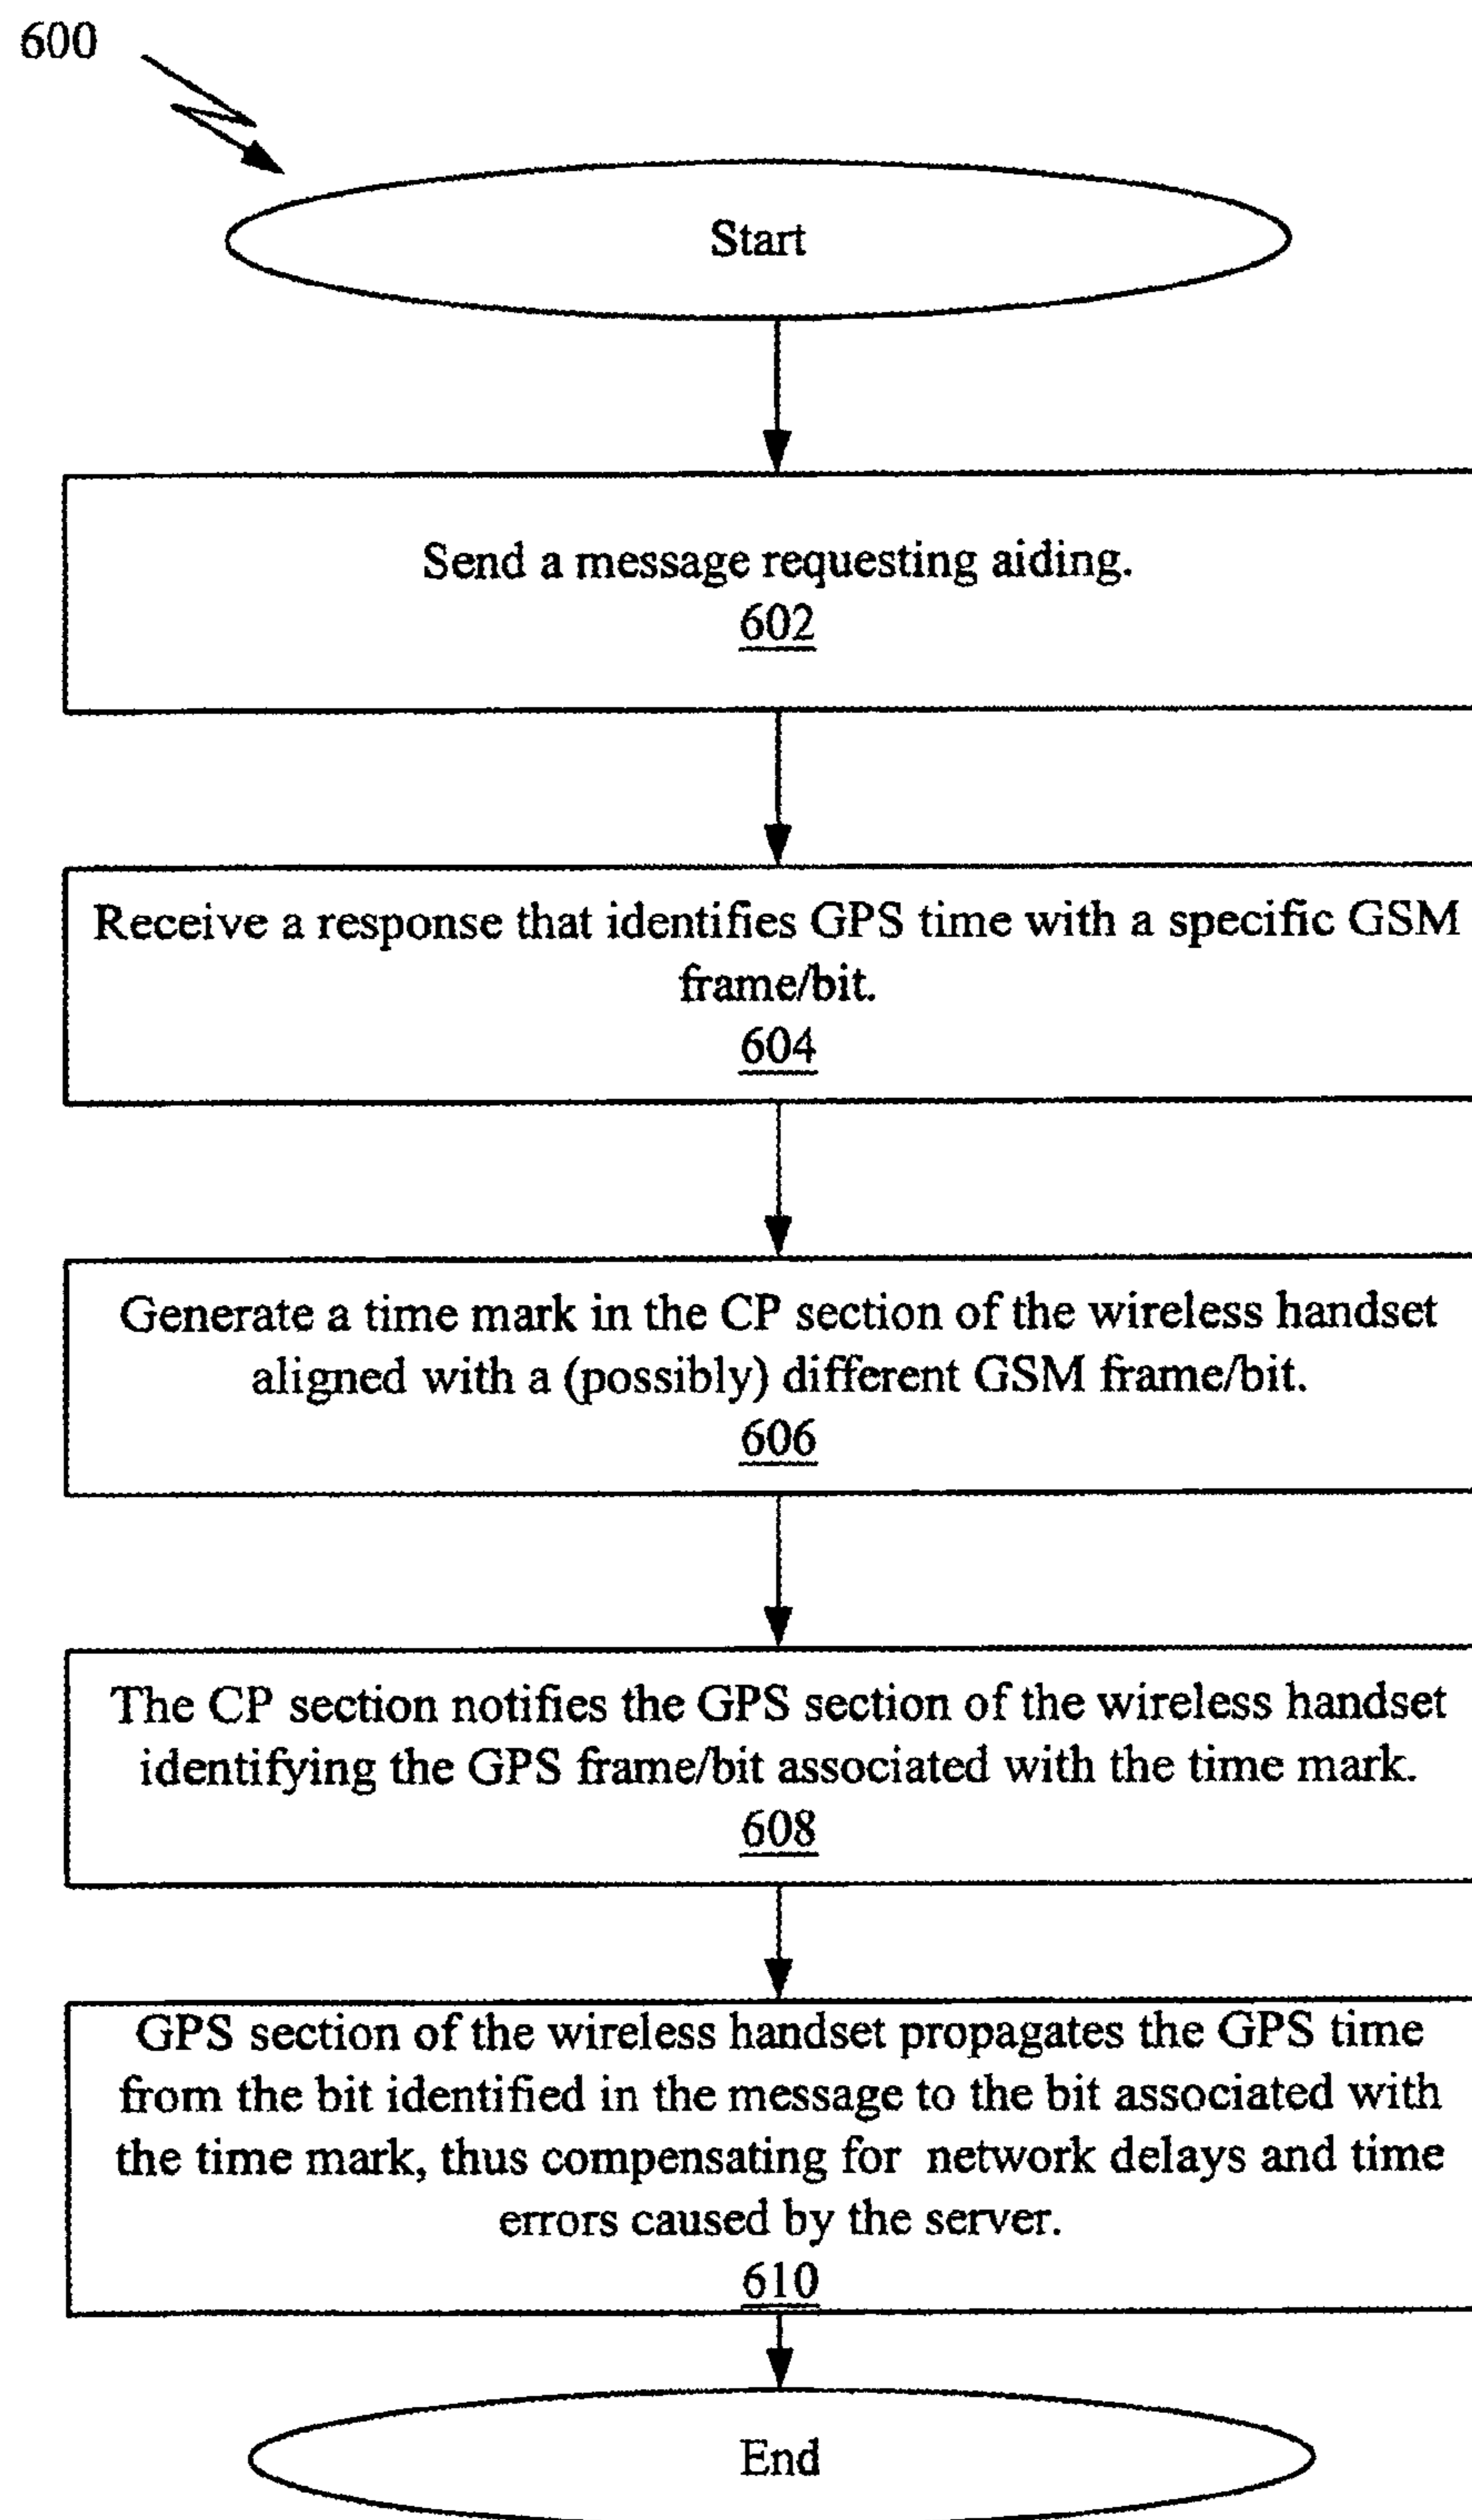 600
Start
Send a message requesting aiding.
602
Receive a response that identifies GPS time with a specific GSM
frame/bit.
604
Generate a time mark in the CP section of the wireless handset
aligned with a (possibly) different GSM frame/bit.
606
The CP section notifies the GPS section of the wireless handset
identifying the GPS frame/bit associated with the time mark.
608
GPS section of the wireless handset propagates the GPS time
from the bit identified in the message to the bit associated with
the time mark, thus compensating for network delays and time
errors caused by the server.
610
End